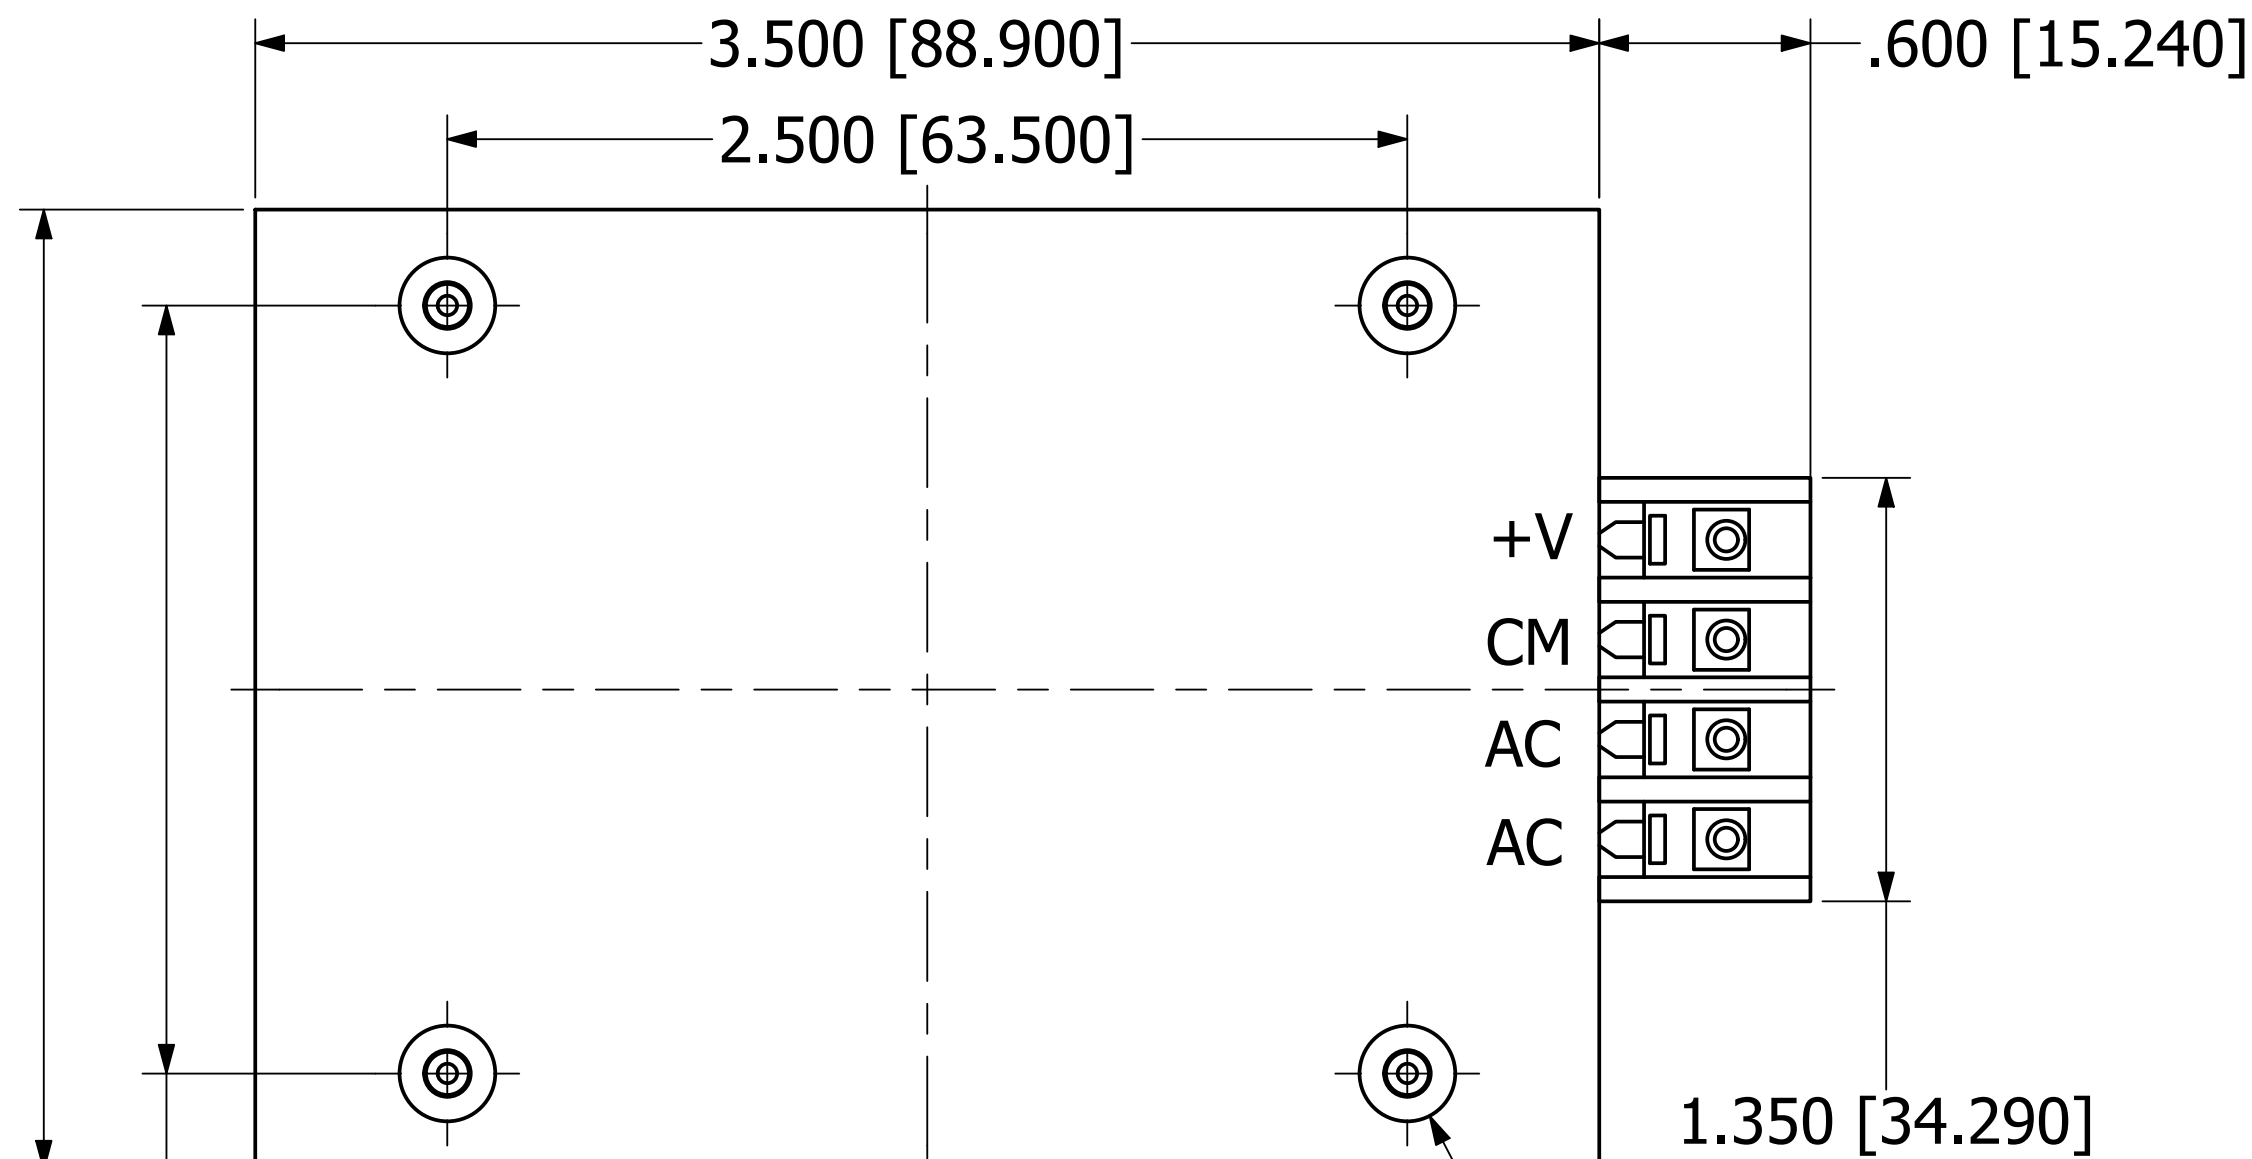 3.500 [88.900]
.600 [15.240]
2.500 [63.500]
+V
CM
AC
AC
1.350 [34.290]